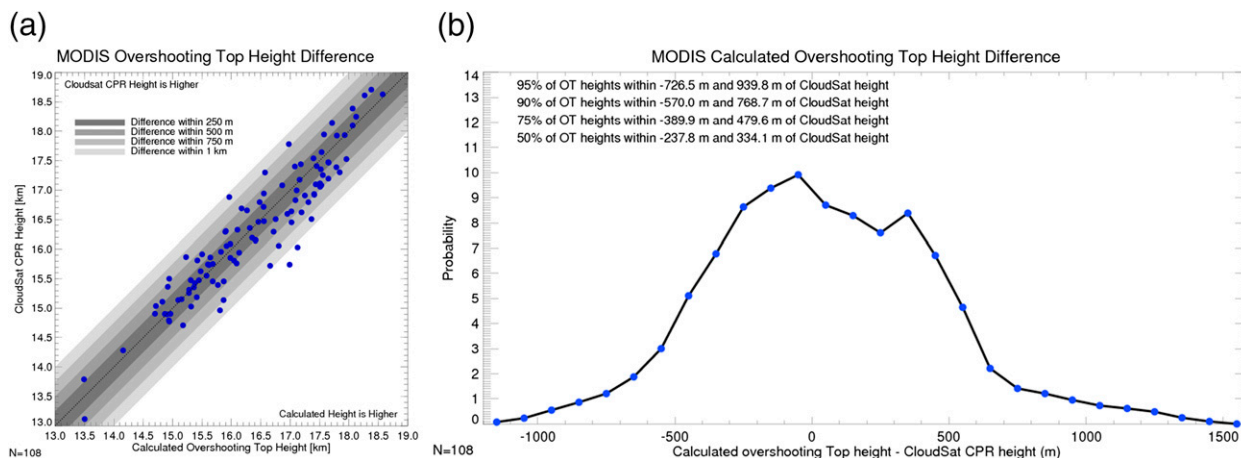 (a)
MODIS Overshooting Top Height Difference
19.0
18.5
18.0
17.5
17.0
16.5
16.0
15.5
15.0
14.5
14.0
13.5
13.0
CloudSat CPR Height [km]
Cloudsat CPR Height is Higher
Difference within 250 m
Difference within 500 m
Difference within 750 m
Difference within 1 km
Calculated Height is Higher
13.0 13.5 14.0 14.5 15.0 15.5 16.0 16.5 17.0 17.5 18.0 18.5 19.0
Calculated Overshooting Top Height [km]
N=108
(b)
MODIS Calculated Overshooting Top Height Difference
14
13
12
11
10
9
8
7
6
5
4
3
2
1
0
Probability
95% of OT heights within -726.5 m and 939.8 m of CloudSat height
90% of OT heights within -570.0 m and 768.7 m of CloudSat height
75% of OT heights within -389.9 m and 479.6 m of CloudSat height
50% of OT heights within -237.8 m and 334.1 m of CloudSat height
-1000 -500 0 500 1000 1500
Calculated overshooting Top height - CloudSat CPR height (m)
N=108